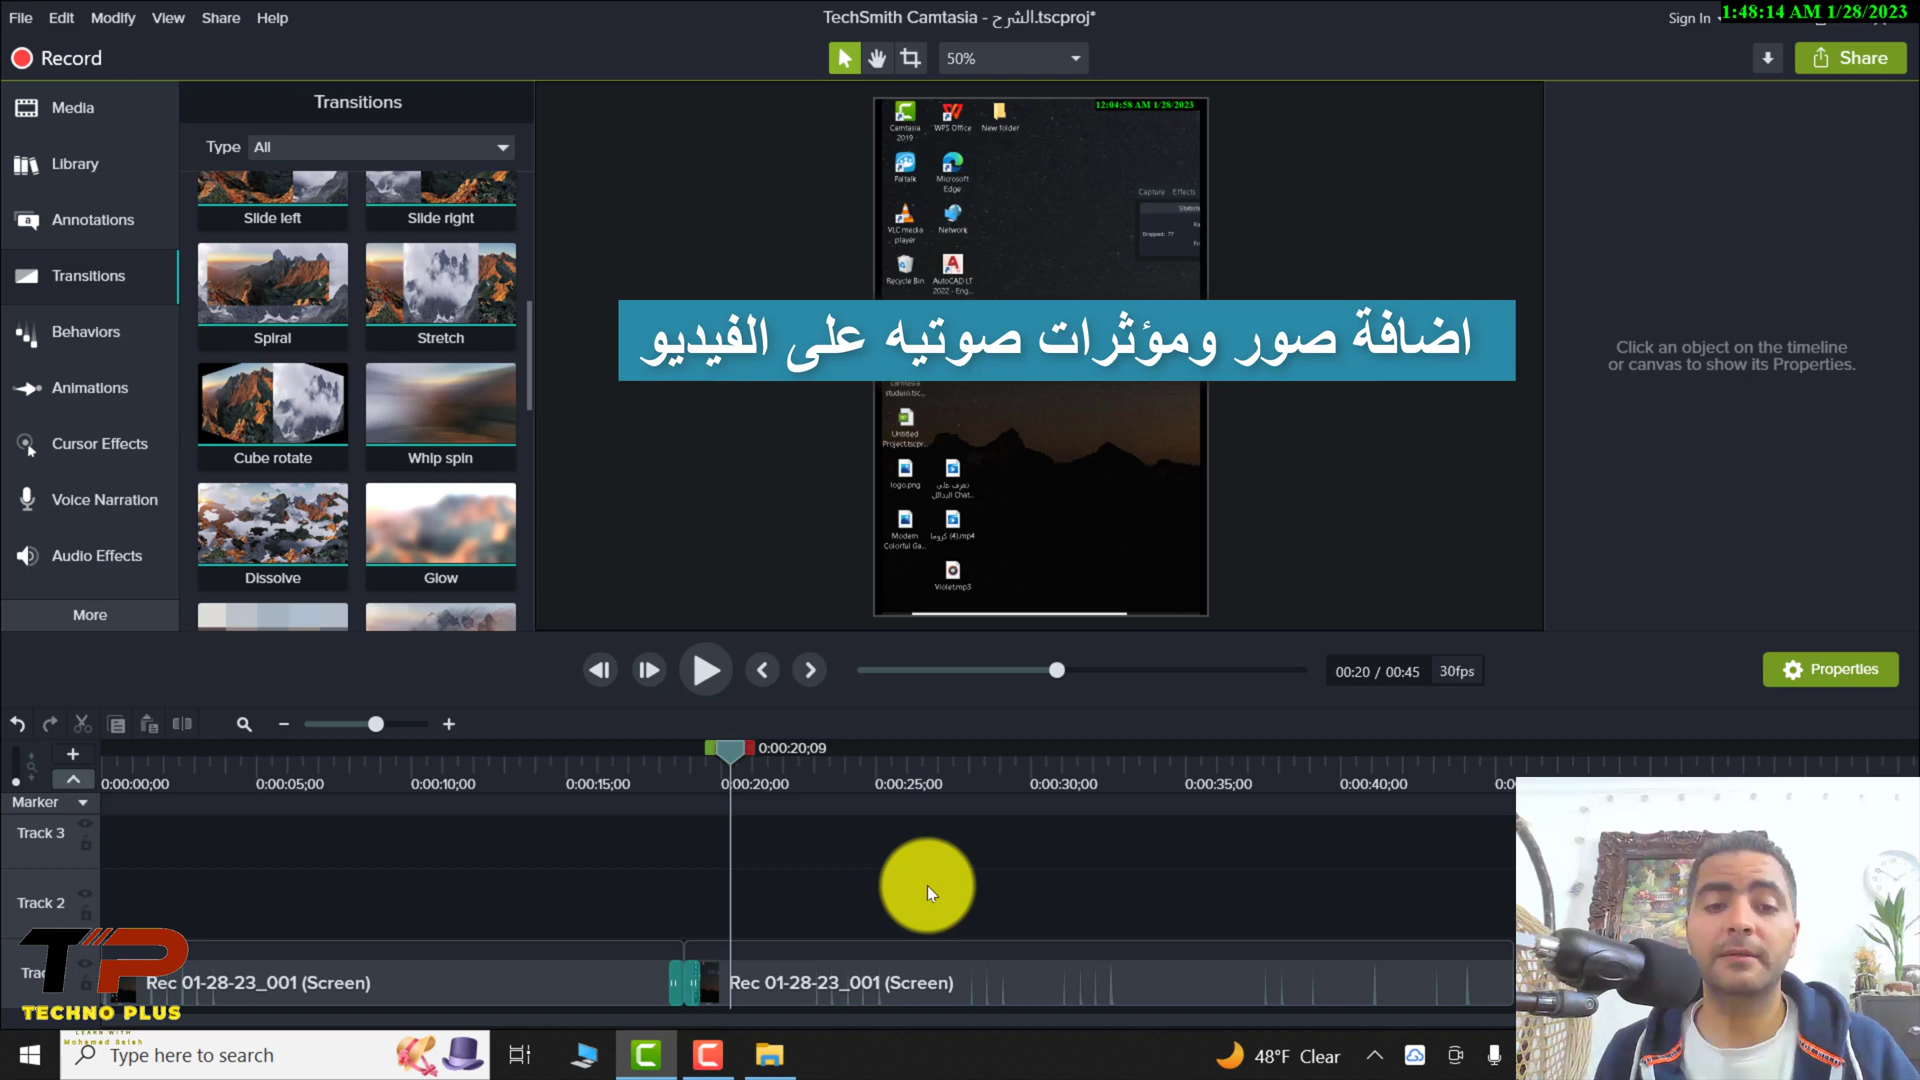 File Edit Modify View Share Help
TechSmith Camtasia - الشرح.tscproj*
Sign In
1:48:14 AM 1/28/2023
Record
50%
Share
Media
Library
Annotations
Transitions
Behaviors
Animations
Cursor Effects
Voice Narration
Audio Effects
More
Transitions
Type All
Slide left Slide right
Spiral Stretch
Cube rotate Whip spin
Dissolve Glow
12:04:58 AM 1/28/2023
Camtasia 2019
WPS Office
New folder
Paltalk
Microsoft Edge
Capture Effects
VLC media player
Network
Dropped: 77
Recycle Bin
AutoCAD LT 2022 - Eng...
اضافة صور ومؤثرات صوتيه على الفيديو
studio.tsc...
Untitled Project.tscpr...
logo.png
تعرف على البدائل Chat...
Modern Colorful Ga...
كروما (4).mp4
Violet.mp3
Click an object on the timeline
or canvas to show its Properties.
00:20 / 00:45 30fps
Properties
0:00:20;09
0:00:00;00 0:00:05;00 0:00:10;00 0:00:15;00 0:00:20;00 0:00:25;00 0:00:30;00 0:00:35;00 0:00:40;00
Marker
Track 3
Track 2
Rec 01-28-23_001 (Screen) Rec 01-28-23_001 (Screen)
TP
TECHNO PLUS
LEARN WITH
Mohamed Salah
Type here to search
48°F Clear